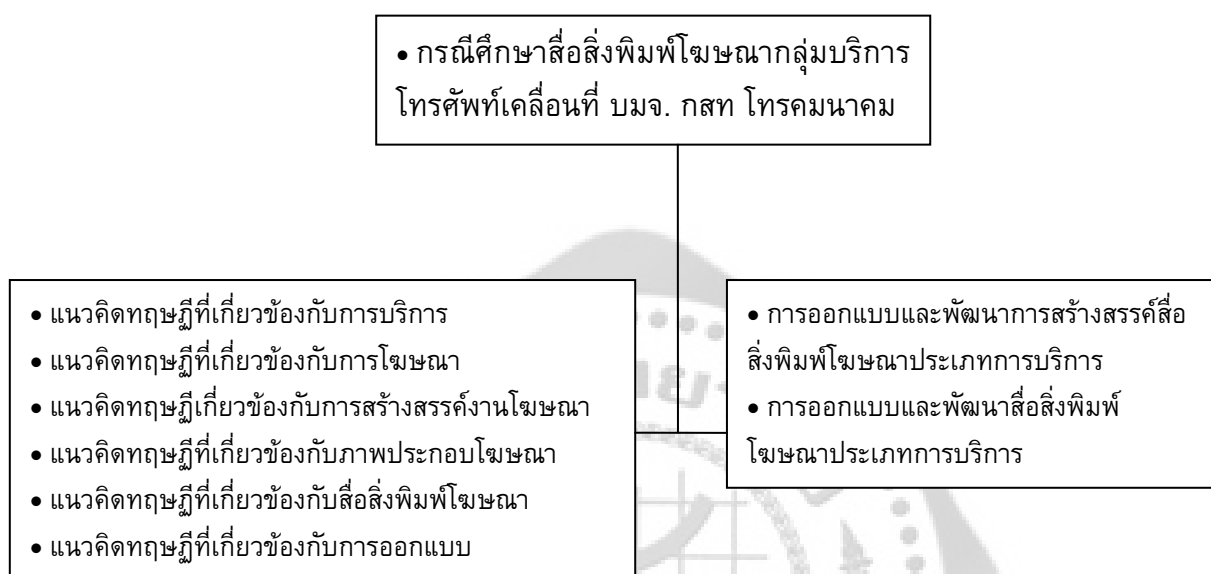 • กรณีศึกษาสื่อสิ่งพิมพ์โฆษณากลุ่มบริการ
โทรศัพท์เคลื่อนที่ บมจ. กสท โทรคมนาคม
• แนวคิดทฤษฏีที่เกี่ยวข้องกับการบริการ
• แนวคิดทฤษฏีที่เกี่ยวข้องกับการโฆษณา
• แนวคิดทฤษฏีเกี่ยวข้องกับการสร้างสรรค์งานโฆษณา
• แนวคิดทฤษฏีที่เกี่ยวข้องกับภาพประกอบโฆษณา
• แนวคิดทฤษฏีที่เกี่ยวข้องกับสื่อสิ่งพิมพ์โฆษณา
• แนวคิดทฤษฏีที่เกี่ยวข้องกับการออกแบบ
• การออกแบบและพัฒนาการสร้างสรรค์สื่อ
สิ่งพิมพ์โฆษณาประเภทการบริการ
• การออกแบบและพัฒนาสื่อสิ่งพิมพ์
โฆษณาประเภทการบริการ